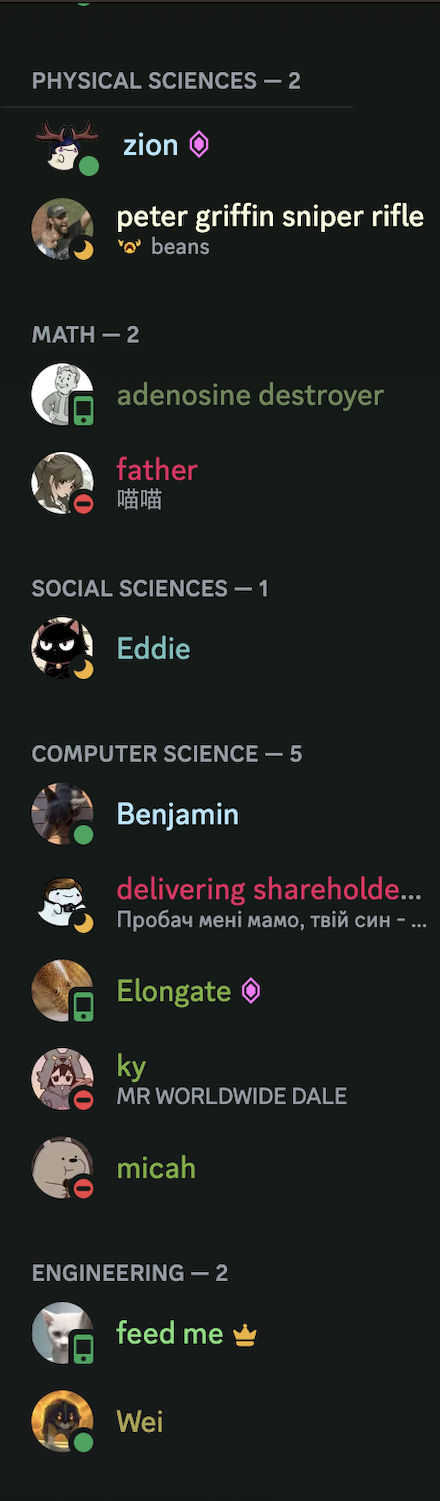 PHYSICAL SCIENCES — 2
zion
peter griffin sniper rifle
beans
MATH — 2
adenosine destroyer
father
喵喵
SOCIAL SCIENCES — 1
Eddie
COMPUTER SCIENCE — 5
Benjamin
delivering shareholde...
Пробач мені мамо, твій син - ...
Elongate
ky
MR WORLDWIDE DALE
micah
ENGINEERING — 2
feed me
Wei